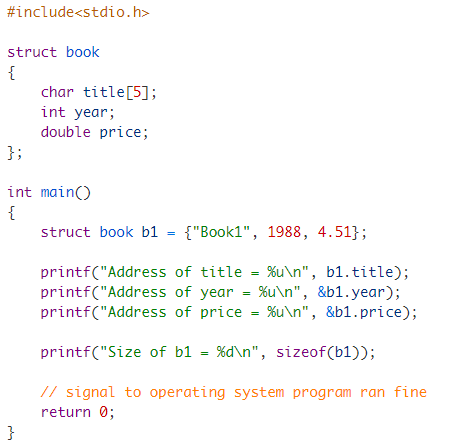 #include<stdio.h>
struct book
{
    char title[5];
    int year;
    double price;
};
int main()
{
    struct book b1 = {"Book1", 1988, 4.51};
    printf("Address of title = %u\n", b1.title);
    printf("Address of year = %u\n", &b1.year);
    printf("Address of price = %u\n", &b1.price);
    printf("Size of b1 = %d\n", sizeof(b1));
    // signal to operating system program ran fine
    return 0;
}